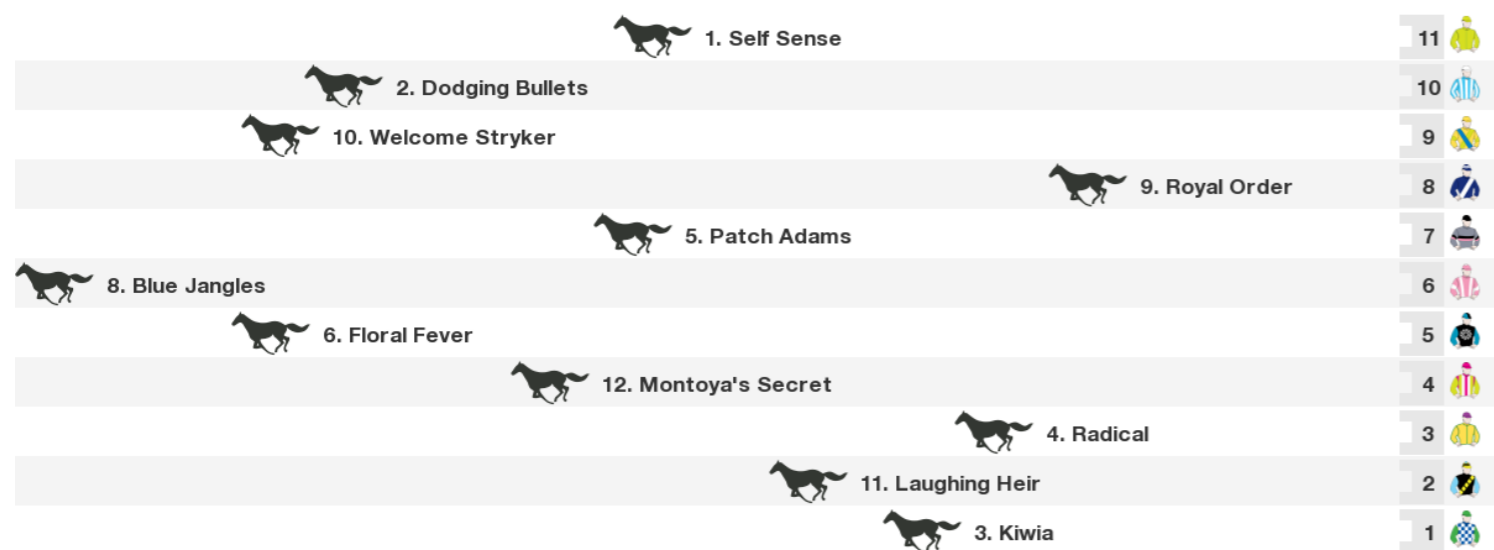 1. Self Sense 11
2. Dodging Bullets 10
10. Welcome Stryker 9
9. Royal Order 8
5. Patch Adams 7
8. Blue Jangles 6
6. Floral Fever 5
12. Montoya's Secret 4
4. Radical 3
11. Laughing Heir 2
3. Kiwia 1